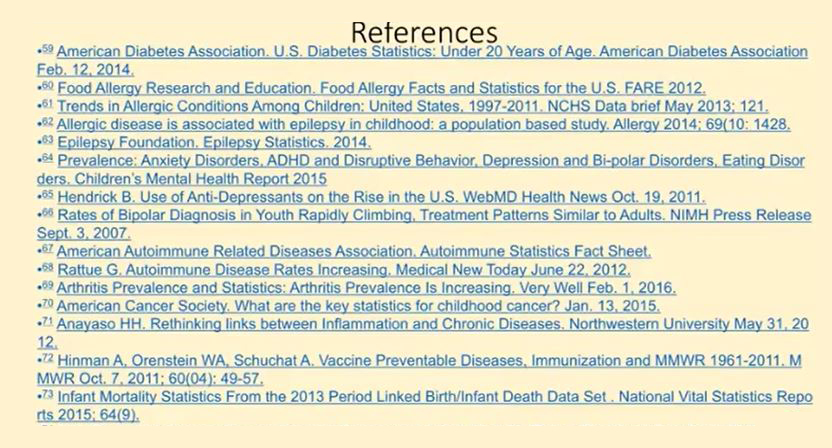 References
•59 American Diabetes Association. U.S. Diabetes Statistics: Under 20 Years of Age. American Diabetes Association
Feb. 12, 2014.
•60 Food Allergy Research and Education. Food Allergy Facts and Statistics for the U.S. FARE 2012.
•61 Trends in Allergic Conditions Among Children: United States, 1997-2011. NCHS Data brief May 2013; 121.
•62 Allergic disease is associated with epilepsy in childhood: a population based study. Allergy 2014; 69(10: 1428.
•63 Epilepsy Foundation. Epilepsy Statistics. 2014.
•64 Prevalence: Anxiety Disorders, ADHD and Disruptive Behavior, Depression and Bi-polar Disorders, Eating Disor
ders. Children's Mental Health Report 2015
•65 Hendrick B. Use of Anti-Depressants on the Rise in the U.S. WebMD Health News Oct. 19, 2011.
•66 Rates of Bipolar Diagnosis in Youth Rapidly Climbing, Treatment Patterns Similar to Adults. NIMH Press Release
Sept. 3, 2007.
•67 American Autoimmune Related Diseases Association. Autoimmune Statistics Fact Sheet.
•68 Rattue G. Autoimmune Disease Rates Increasing. Medical New Today June 22, 2012.
•69 Arthritis Prevalence and Statistics: Arthritis Prevalence Is Increasing. Very Well Feb. 1, 2016.
•70 American Cancer Society. What are the key statistics for childhood cancer? Jan. 13, 2015.
•71 Anayaso HH. Rethinking links between Inflammation and Chronic Diseases. Northwestern University May 31, 20
12.
•72 Hinman A, Orenstein WA, Schuchat A. Vaccine Preventable Diseases, Immunization and MMWR 1961-2011. M
MWR Oct. 7, 2011; 60(04): 49-57.
•73 Infant Mortality Statistics From the 2013 Period Linked Birth/Infant Death Data Set . National Vital Statistics Repo
rts 2015; 64(9).